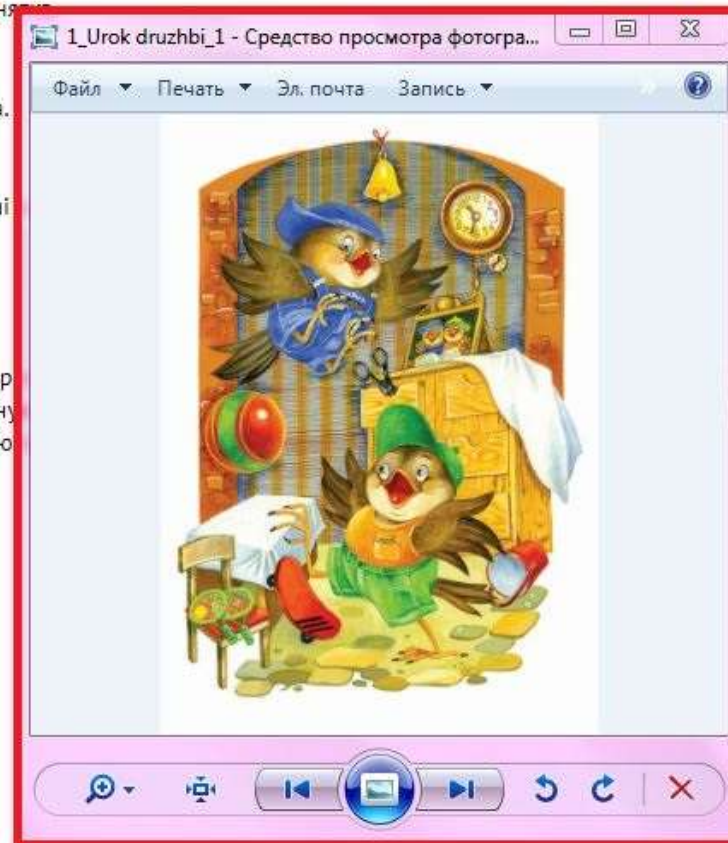 1_Urok druzhbi_1 - Средство просмотра фотогра...
Файл Печать Эл. почта Запись